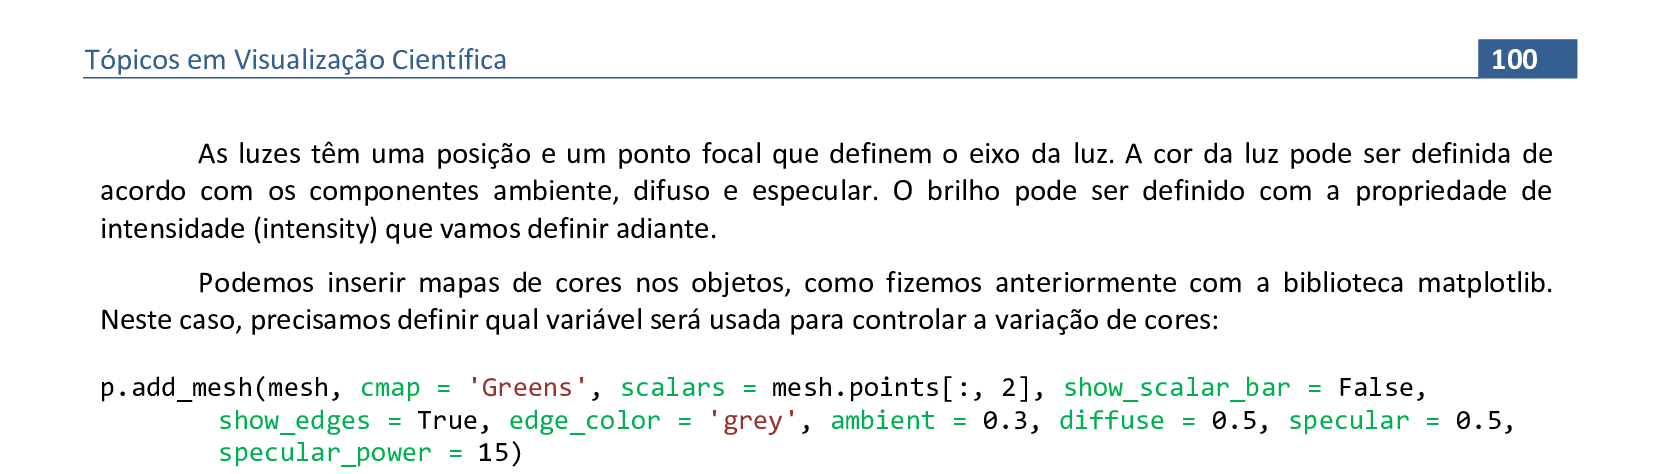 Tópicos em Visualização Científica
100
As luzes têm uma posição e um ponto focal que definem o eixo da luz. A cor da luz pode ser definida de
acordo com os componentes ambiente, difuso e especular. O brilho pode ser definido com a propriedade de
intensidade (intensity) que vamos definir adiante.
Podemos inserir mapas de cores nos objetos, como fizemos anteriormente com a biblioteca matplotlib.
Neste caso, precisamos definir qual variável será usada para controlar a variação de cores:
p.add_mesh(mesh, cmap = 'Greens', scalars = mesh.points[:, 2], show_scalar_bar = False,
show_edges = True, edge_color = 'grey', ambient = 0.3, diffuse = 0.5, specular = 0.5,
specular_power = 15)